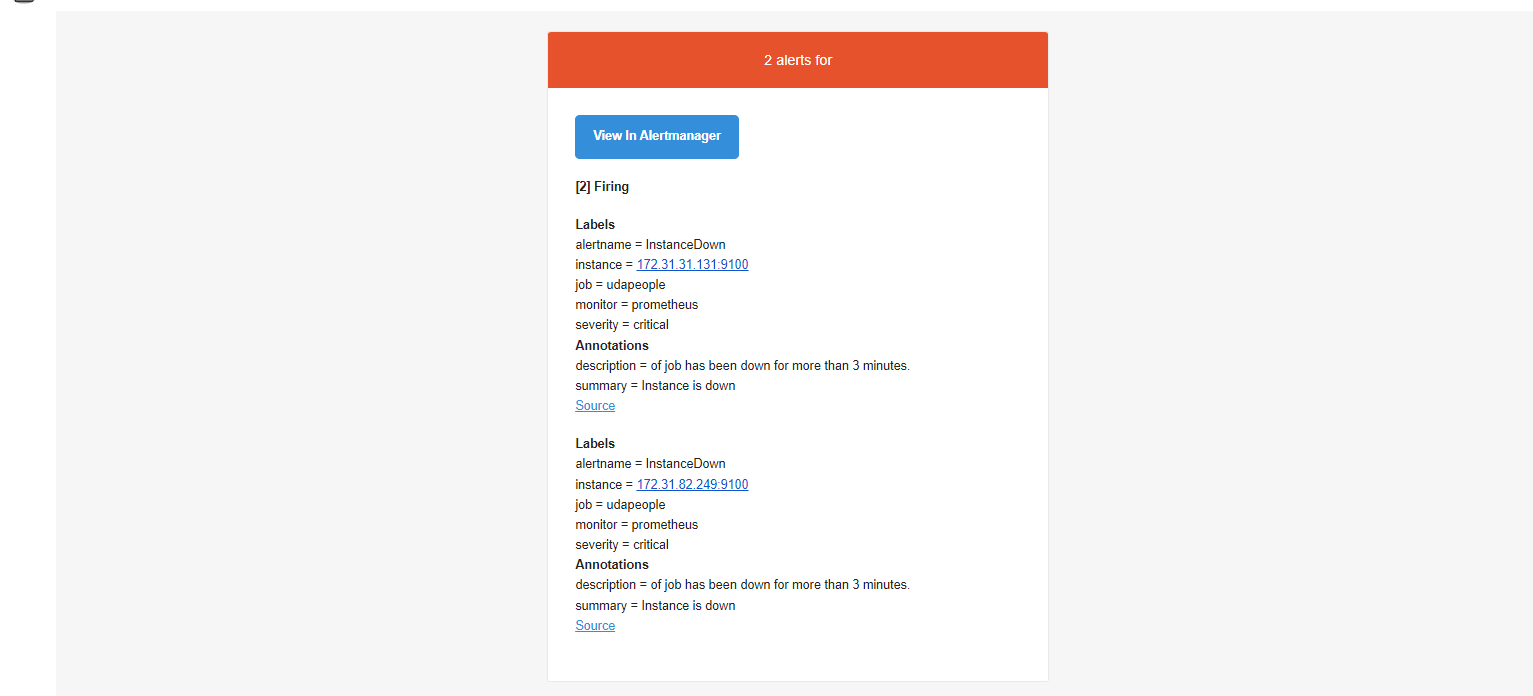 2 alerts for
View In Alertmanager
[2] Firing
Labels
alertname = InstanceDown
instance = 172.31.31.131:9100
job = udapeople
monitor = prometheus
severity = critical
Annotations
description = of job has been down for more than 3 minutes.
summary = Instance is down
Source
Labels
alertname = InstanceDown
instance = 172.31.82.249:9100
job = udapeople
monitor = prometheus
severity = critical
Annotations
description = of job has been down for more than 3 minutes.
summary = Instance is down
Source